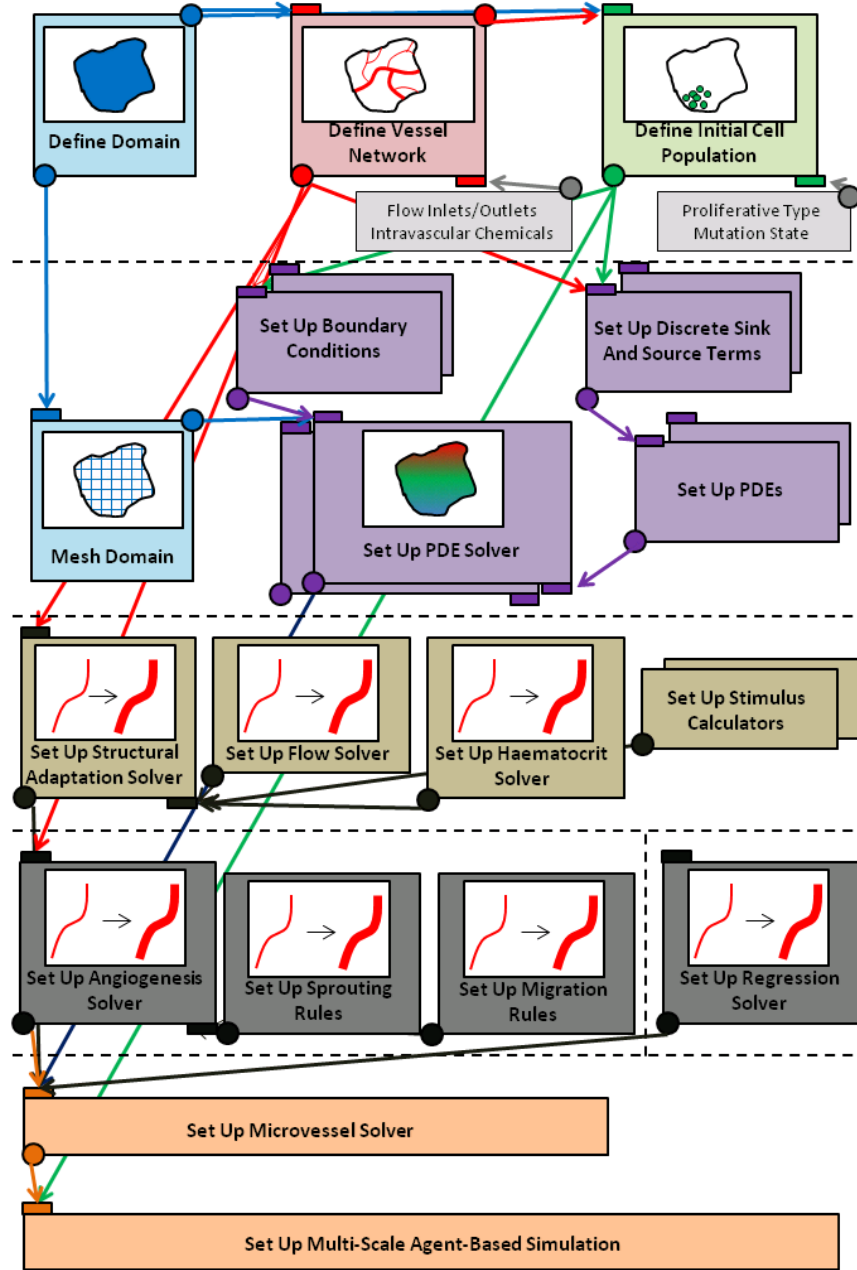 Define Domain
Define Vessel
Network
Define Initial Cell
Population
Flow Inlets/Outlets
Intravascular Chemicals
Proliferative Type
Mutation State
Set Up Boundary
Conditions
Set Up Discrete Sink
And Source Terms
Mesh Domain
Set Up PDE Solver
Set Up PDEs
Set Up Structural
Adaptation Solver
Set Up Flow Solver
Set Up Haematocrit
Solver
Set Up Stimulus
Calculators
Set Up Angiogenesis
Solver
Set Up Sprouting
Rules
Set Up Migration
Rules
Set Up Regression
Solver
Set Up Microvessel Solver
Set Up Multi-Scale Agent-Based Simulation